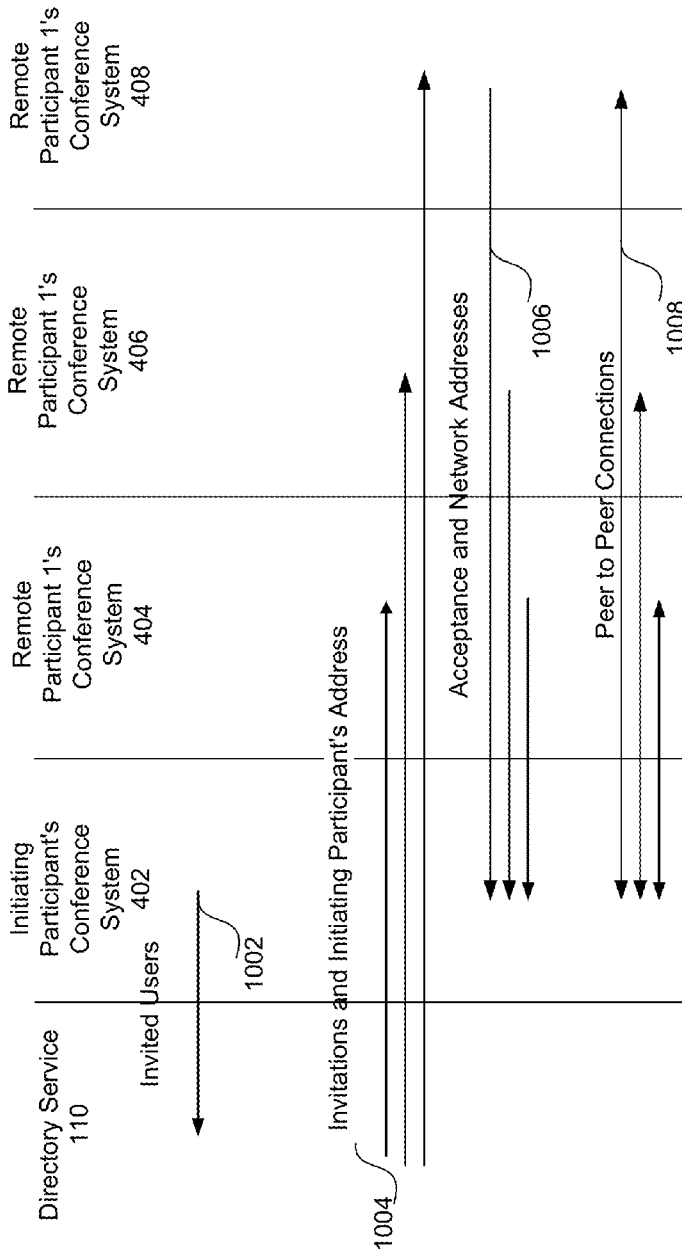 Directory Service
110
Initiating
Participant's
Conference
System
402
Remote
Participant 1's
Conference
System
404
Remote
Participant 1's
Conference
System
406
Remote
Participant 1's
Conference
System
408
Invited Users
1002
Invitations and Initiating Participant's Address
1004
Acceptance and Network Addresses
1006
Peer to Peer Connections
1008